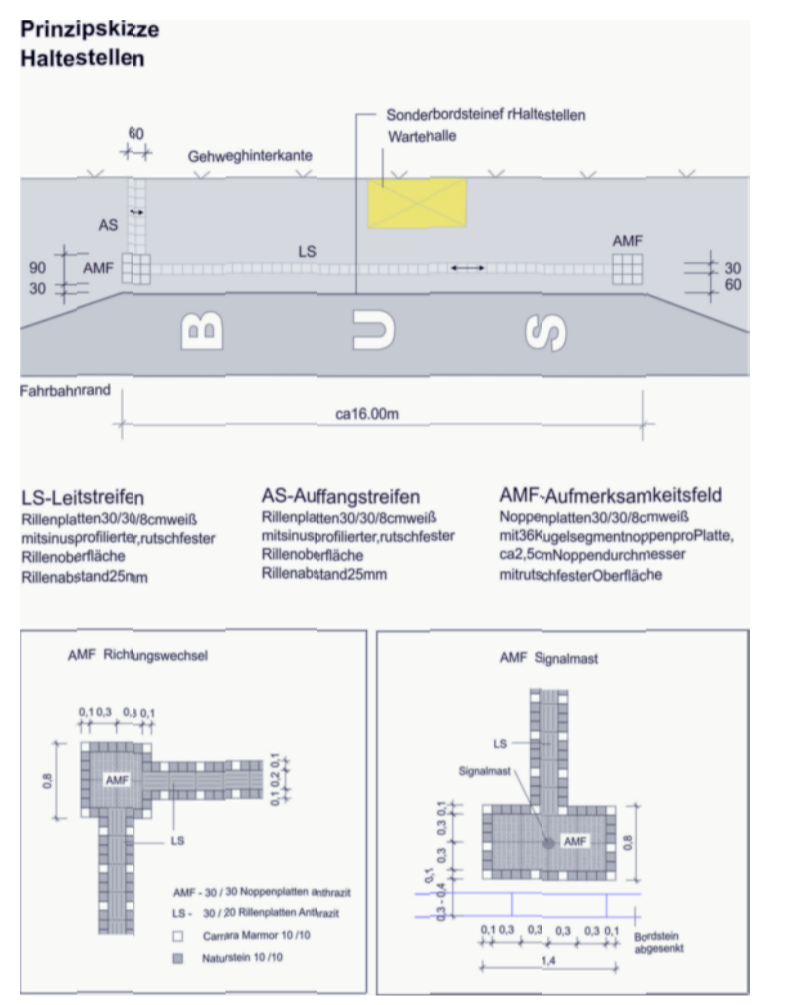 Prinzipskizze
Haltestellen
60
Gehweghinterkante
Sonderbordsteinef rHaltestellen
Wartehalle
AS
LS
AMF
90
AMF
30
30
60
B U S
Fahrbahnrand
ca16.00m
LS-Leitstreifen
Rillenplatten30/30/8cmweiß
mitsinusprofilierter,rutschfester
Rillenoberfläche
Rillenabstand25mm
AS-Auffangstreifen
Rillenplatten30/30/8cmweiß
mitsinusprofilierter,rutschfester
Rillenoberfläche
Rillenabstand25mm
AMF-Aufmerksamkeitsfeld
Noppenplatten30/30/8cmweiß
mit36KugelsegmentnoppenproPlatte,
ca2,5cmNoppendurchmesser
mitrutschfesterOberfläche
AMF Richtungswechsel
0,1 0,3 0,3 0,1
0,8
AMF
0,1 0,2 0,1
LS
AMF - 30 / 30 Noppenplatten anthrazit
LS - 30 / 20 Rillenplatten Anthrazit
Carrara Marmor 10 /10
Naturstein 10 /10
AMF Signalmast
LS
Signalmast
AMF
0,3 - 0,4 0,1 0,3 0,3 0,1
0,8
0,1 0,3 0,3 0,3 0,3 0,1
1,4
Bordstein
abgesenkt